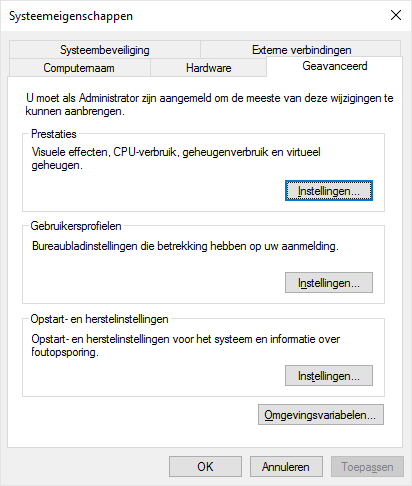 Systeemeigenschappen
Systeembeveiliging
Externe verbindingen
Computernaam
Hardware
Geavanceerd
U moet als Administrator zijn aangemeld om de meeste van deze wijzigingen te
kunnen aanbrengen.
Prestaties
Visuele effecten, CPU-verbruik, geheugenverbruik en virtueel
geheugen.
Instellingen...
Gebruikersprofielen
Bureaubladinstellingen die betrekking hebben op uw aanmelding.
Instellingen...
Opstart- en herstelinstellingen
Opstart- en herstelinstellingen voor het systeem en informatie over
foutopsporing.
Instellingen...
Omgevingsvariabelen...
OK
Annuleren
Toepassen